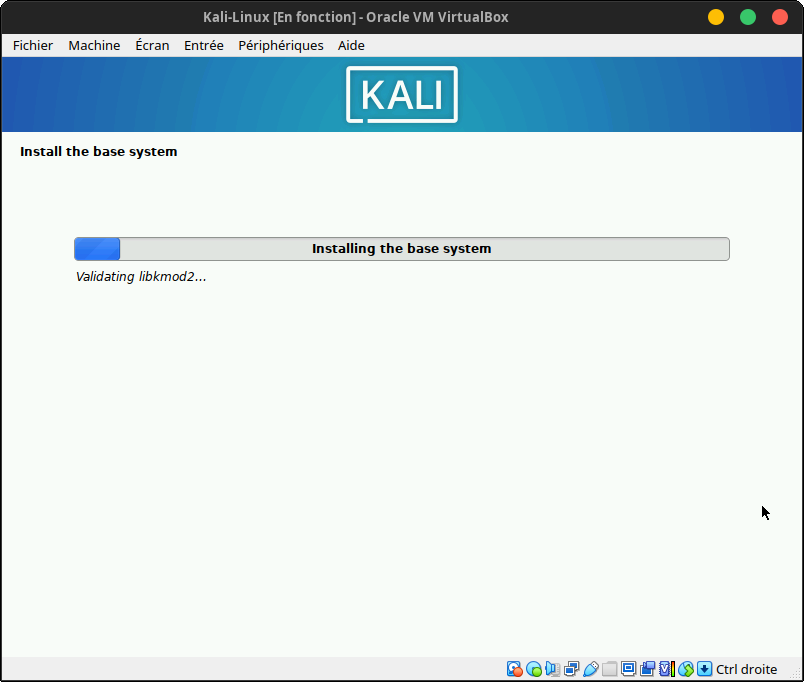 Kali-Linux [En fonction] - Oracle VM VirtualBox
Fichier Machine Écran Entrée Périphériques Aide
KALI
Install the base system
Installing the base system
Validating libkmod2...
Ctrl droite